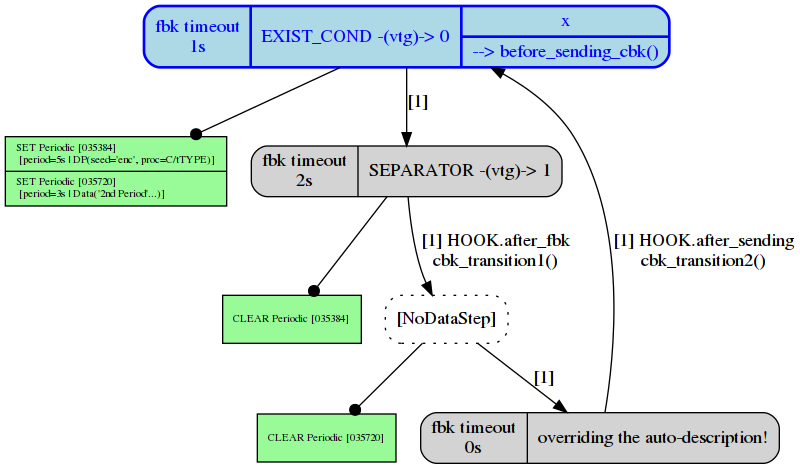 fbk timeout
1s
EXIST_COND -(vtg)-> 0
x
--> before_sending_cbk()
[1]
SET Periodic [035384]
[period=5s | DP(seed='enc', proc=C/tTYPE)]
SET Periodic [035720]
[period=3s | Data('2nd Period'...)]
fbk timeout
2s
SEPARATOR -(vtg)-> 1
[1] HOOK.after_fbk
cbk_transition1()
[1] HOOK.after_sending
cbk_transition2()
CLEAR Periodic [035384]
[NoDataStep]
[1]
CLEAR Periodic [035720]
fbk timeout
0s
overriding the auto-description!